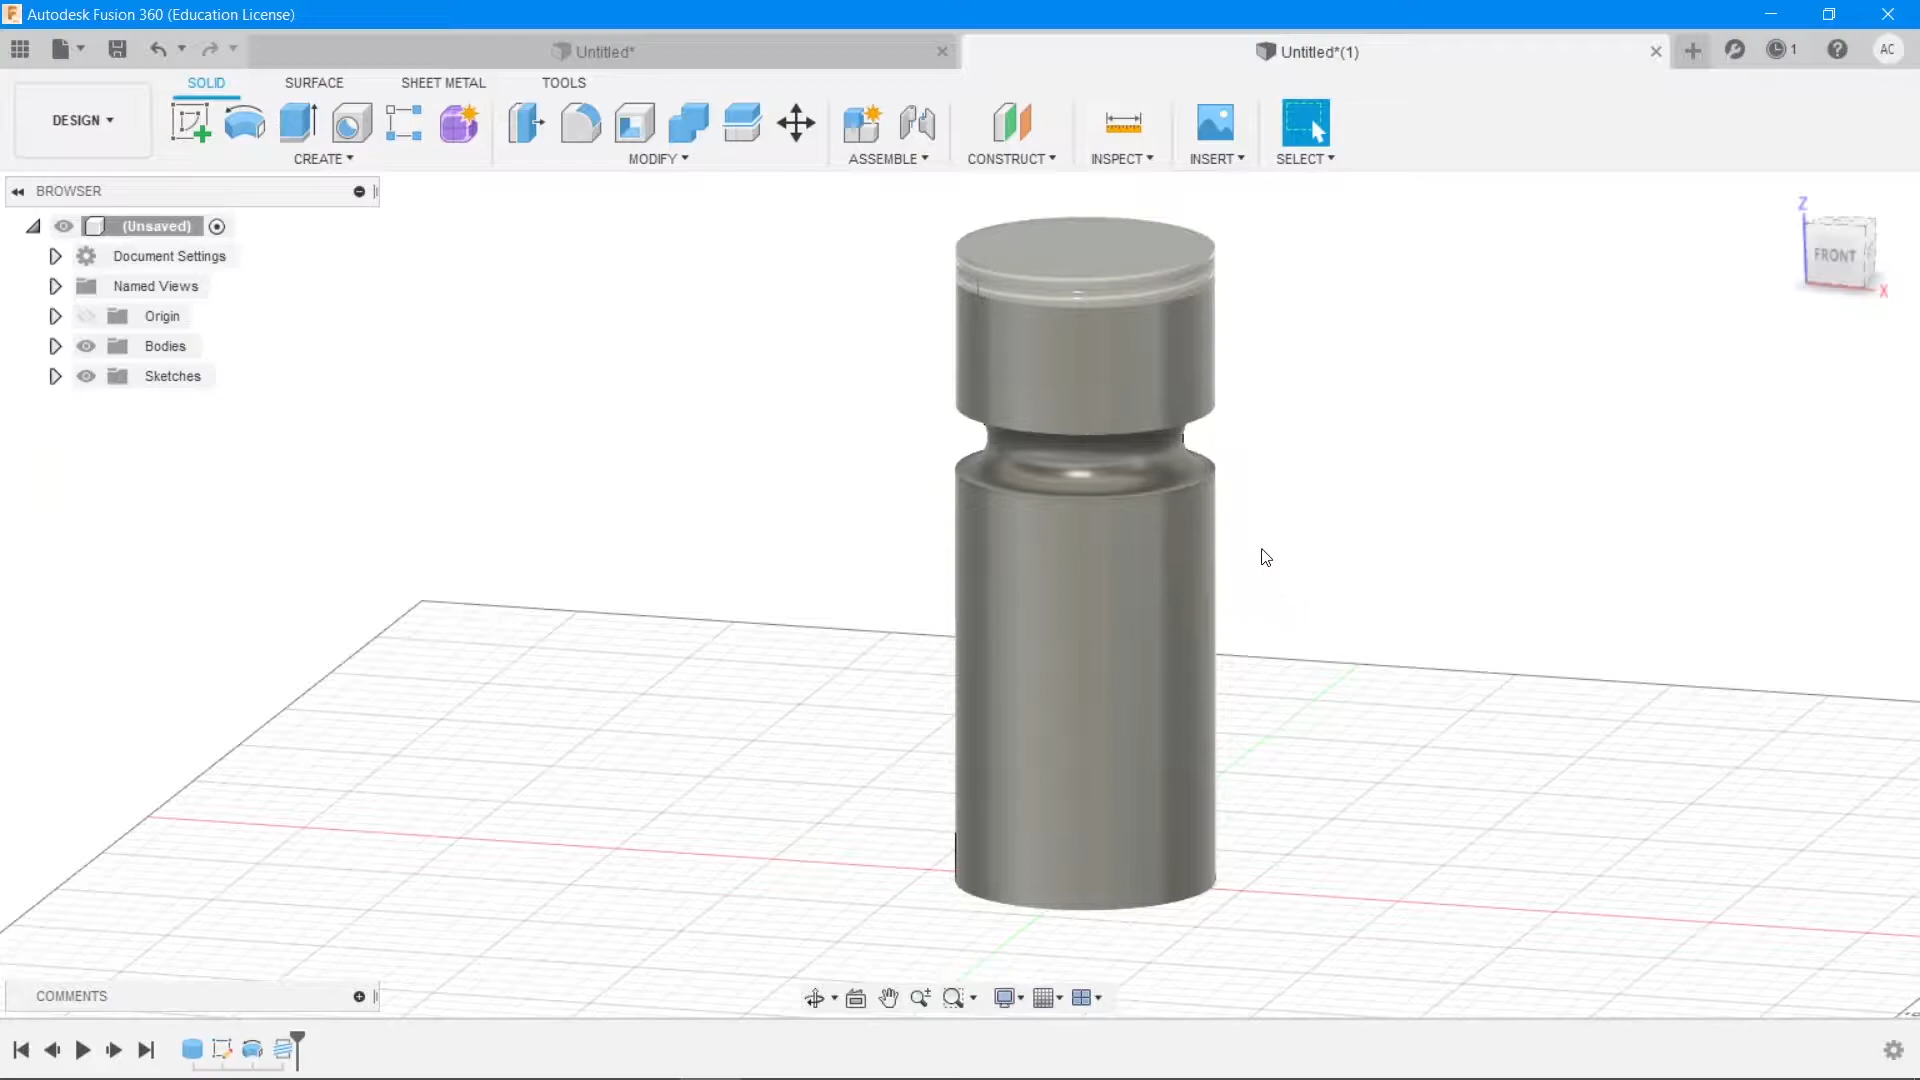 Autodesk Fusion 360 (Education License)
Untitled*
Untitled*(1)
1
AC
DESIGN
SOLID
SURFACE
SHEET METAL
TOOLS
CREATE
MODIFY
ASSEMBLE
CONSTRUCT
INSPECT
INSERT
SELECT
BROWSER
(Unsaved)
Document Settings
Named Views
Origin
Bodies
Sketches
Z
FRONT
X
COMMENTS